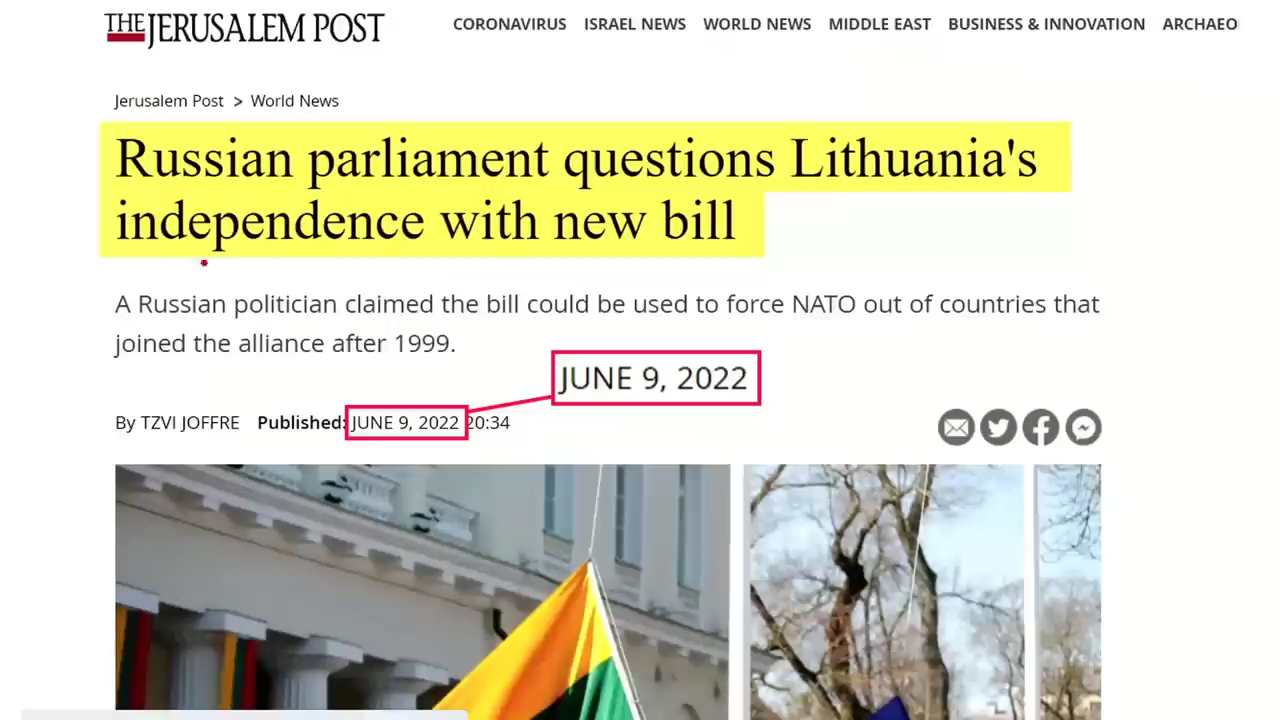 THE JERUSALEM POST
CORONAVIRUS ISRAEL NEWS WORLD NEWS MIDDLE EAST BUSINESS & INNOVATION ARCHAEO
Jerusalem Post > World News
Russian parliament questions Lithuania's
independence with new bill
A Russian politician claimed the bill could be used to force NATO out of countries that
joined the alliance after 1999.
JUNE 9, 2022
By TZVI JOFFRE Published: JUNE 9, 2022 20:34